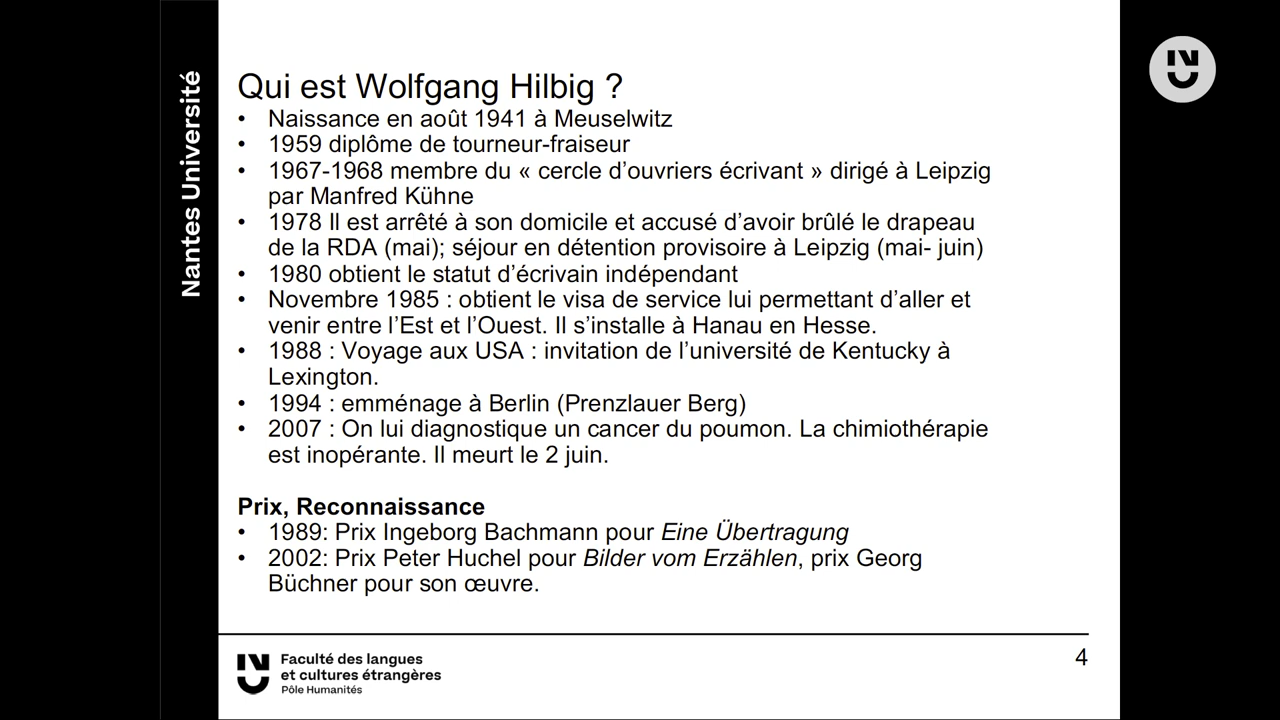 Nantes Université
Qui est Wolfgang Hilbig ?
• Naissance en août 1941 à Meuselwitz
• 1959 diplôme de tourneur-fraiseur
• 1967-1968 membre du « cercle d’ouvriers écrivant » dirigé à Leipzig
par Manfred Kühne
• 1978 Il est arrêté à son domicile et accusé d’avoir brûlé le drapeau
de la RDA (mai); séjour en détention provisoire à Leipzig (mai- juin)
• 1980 obtient le statut d’écrivain indépendant
• Novembre 1985 : obtient le visa de service lui permettant d’aller et
venir entre l’Est et l’Ouest. Il s’installe à Hanau en Hesse.
• 1988 : Voyage aux USA : invitation de l’université de Kentucky à
Lexington.
• 1994 : emménage à Berlin (Prenzlauer Berg)
• 2007 : On lui diagnostique un cancer du poumon. La chimiothérapie
est inopérante. Il meurt le 2 juin.
Prix, Reconnaissance
• 1989: Prix Ingeborg Bachmann pour Eine Übertragung
• 2002: Prix Peter Huchel pour Bilder vom Erzählen, prix Georg
Büchner pour son œuvre.
Faculté des langues
et cultures étrangères
Pôle Humanités
4